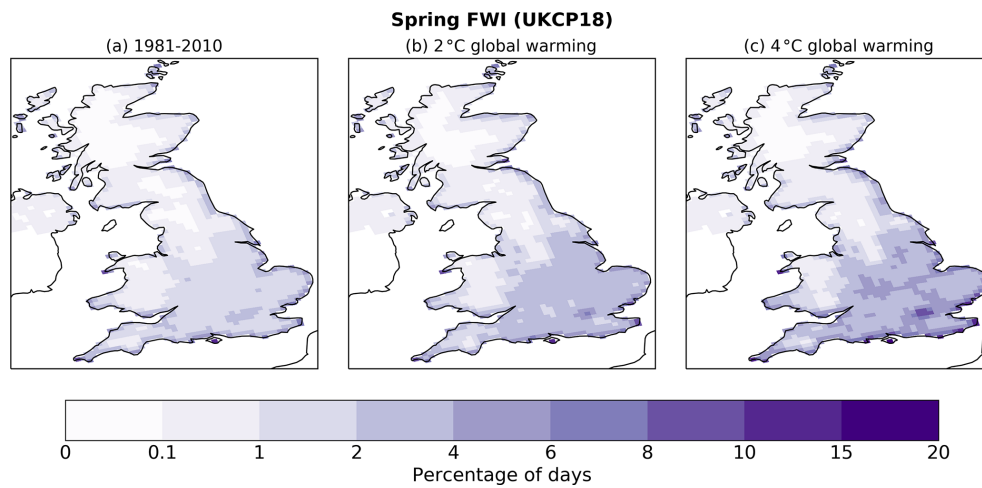 Spring FWI (UKCP18)
(a) 1981-2010
(b) 2°C global warming
(c) 4°C global warming
0 0.1 1 2 4 6 8 10 15 20
Percentage of days